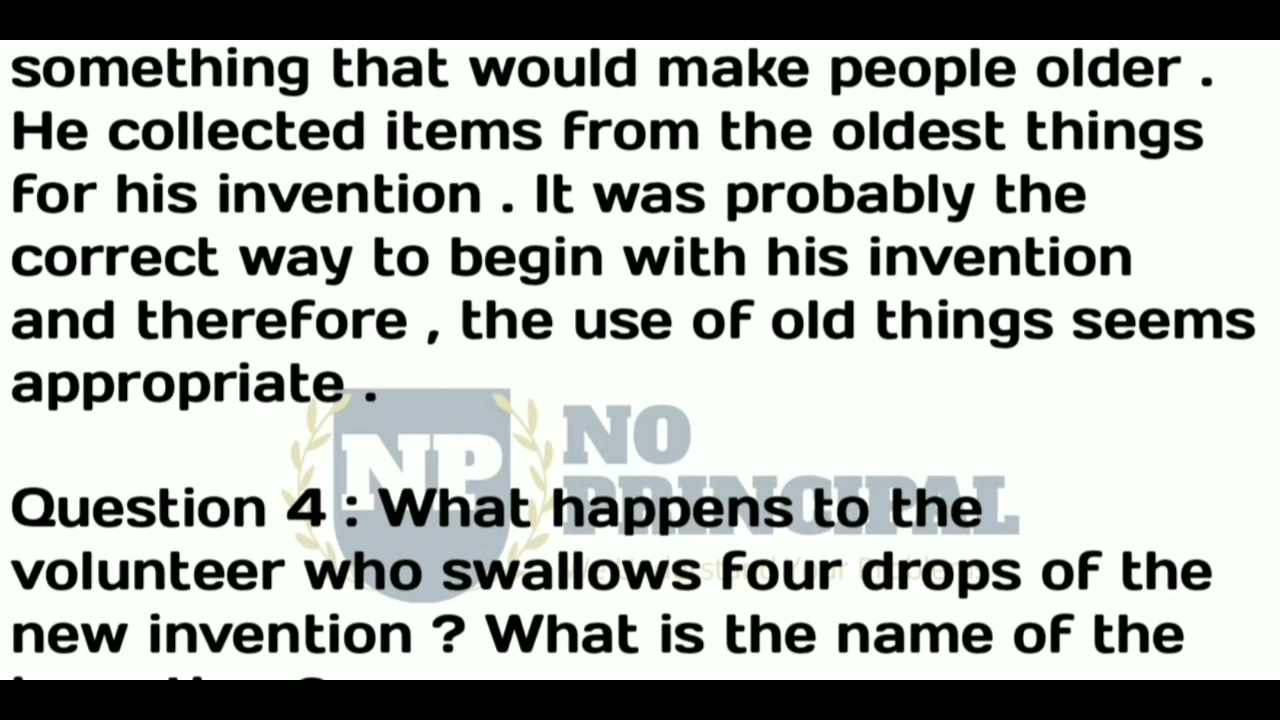 something that would make people older .
He collected items from the oldest things
for his invention . It was probably the
correct way to begin with his invention
and therefore , the use of old things seems
appropriate .
NP NO
PRINCIPAL
Question 4 : What happens to the
volunteer who swallows four drops of the
new invention ? What is the name of the